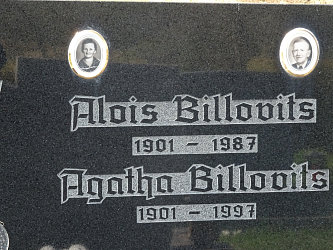 Alois Billovits
1901 - 1987
Agatha Billovits
1901 - 1997